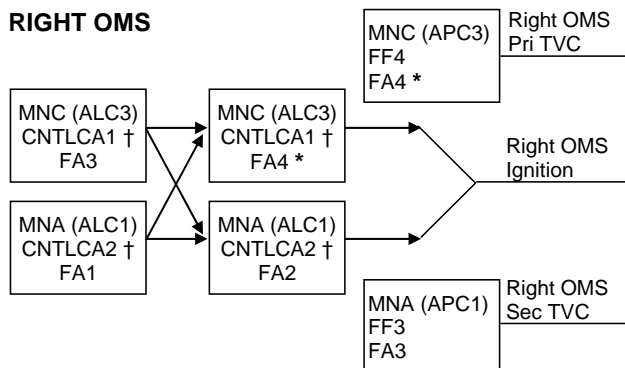 RIGHT OMS
MNC (APC3)
FF4
FA4 *
Right OMS
Pri TVC
MNC (ALC3)
CNTLCA1 †
FA3
MNC (ALC3)
CNTLCA1 †
FA4 *
Right OMS
Ignition
MNA (ALC1)
CNTLCA2 †
FA1
MNA (ALC1)
CNTLCA2 †
FA2
MNA (APC1)
FF3
FA3
Right OMS
Sec TVC